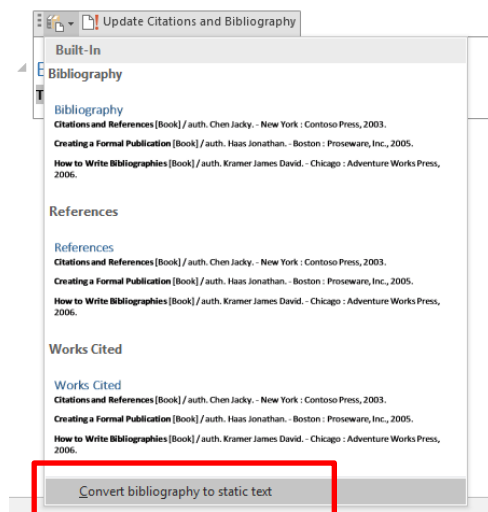 Update Citations and Bibliography
Built-In
Bibliography
Bibliography
Citations and References [Book] / auth. Chen Jacky. - New York : Contoso Press, 2003.
Creating a Formal Publication [Book] / auth. Haas Jonathan. - Boston : Proseware, Inc., 2005.
How to Write Bibliographies [Book] / auth. Kramer James David. - Chicago : Adventure Works Press,
2006.
References
References
Citations and References [Book] / auth. Chen Jacky. - New York : Contoso Press, 2003.
Creating a Formal Publication [Book] / auth. Haas Jonathan. - Boston : Proseware, Inc., 2005.
How to Write Bibliographies [Book] / auth. Kramer James David. - Chicago : Adventure Works Press,
2006.
Works Cited
Works Cited
Citations and References [Book] / auth. Chen Jacky. - New York : Contoso Press, 2003.
Creating a Formal Publication [Book] / auth. Haas Jonathan. - Boston : Proseware, Inc., 2005.
How to Write Bibliographies [Book] / auth. Kramer James David. - Chicago : Adventure Works Press,
2006.
Convert bibliography to static text